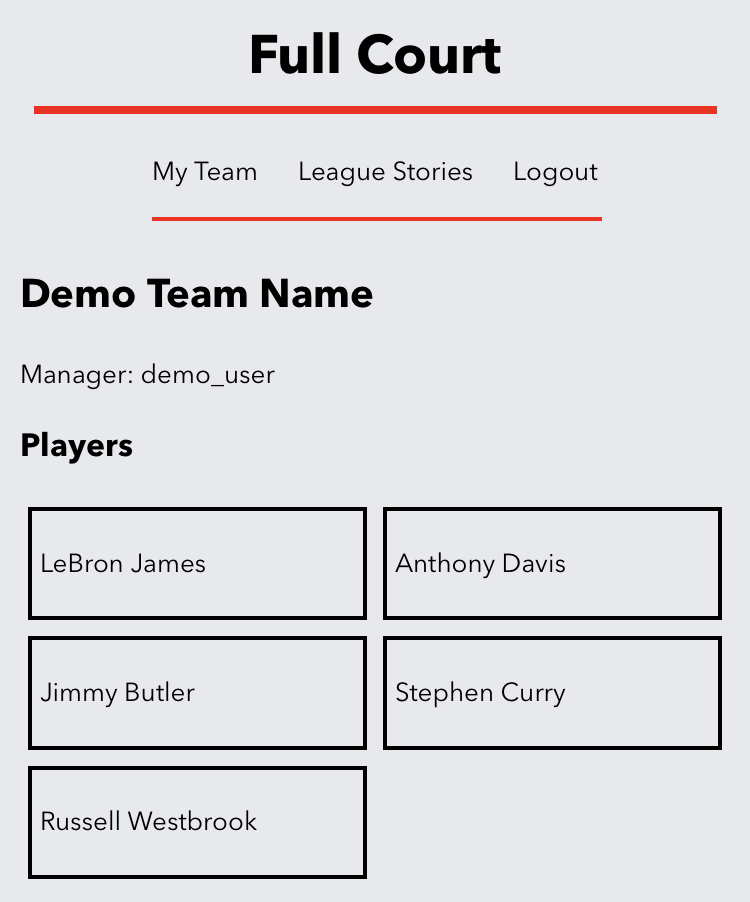 Full Court
My Team League Stories Logout
Demo Team Name
Manager: demo_user
Players
LeBron James
Anthony Davis
Jimmy Butler
Stephen Curry
Russell Westbrook